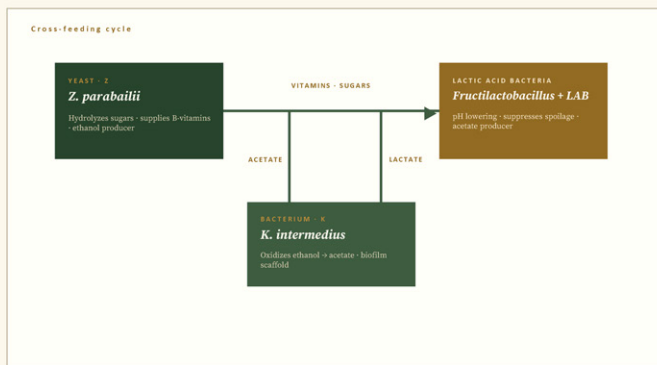 Cross-feeding cycle
YEAST · Z
Z. parabailii
Hydrolyzes sugars · supplies B-vitamins
· ethanol producer
VITAMINS · SUGARS
LACTIC ACID BACTERIA
Fructilactobacillus + LAB
pH lowering · suppresses spoilage ·
acetate producer
ACETATE
LACTATE
BACTERIUM · K
K. intermedius
Oxidizes ethanol → acetate · biofilm
scaffold